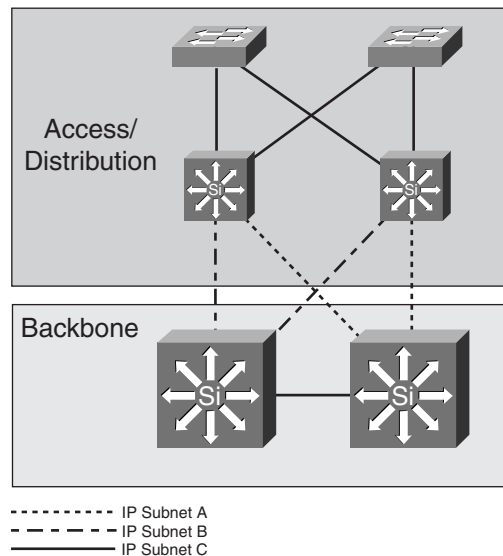 Access/
Distribution
Si
Si
Backbone
Si
Si
IP Subnet A
IP Subnet B
IP Subnet C